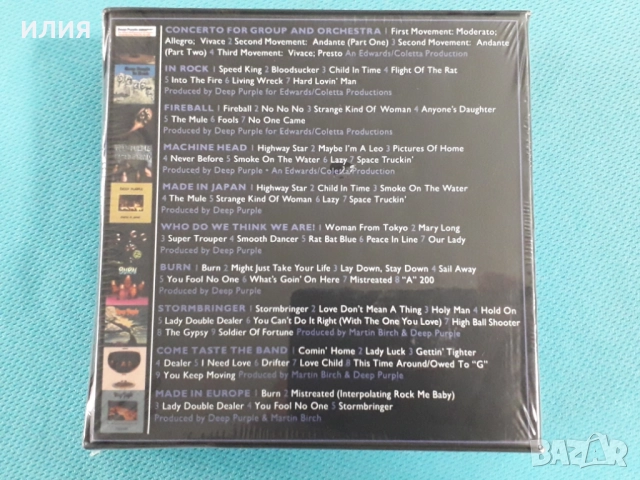 ИЛИЯ
CONCERTO FOR GROUP AND ORCHESTRA | First Movement: Moderato;
Allegro; Vivace 2 Second Movement: Andante (Part One) 3 Second Movement: Andante
(Part Two) 4 Third Movement: Vivace; Presto An Edwards/Coletta Production
IN ROCK | Speed King 2 Bloodsucker 3 Child In Time 4 Flight Of The Rat
5 Into The Fire 6 Living Wreck 7 Hard Lovin' Man
Produced by Deep Purple for Edwards/Coletta Productions
FIREBALL | Fireball 2 No No No 3 Strange Kind Of Woman 4 Anyone's Daughter
5 The Mule 6 Fools 7 No One Came
Produced by Deep Purple for Edwards/Coletta Productions
MACHINE HEAD | Highway Star 2 Maybe I'm A Leo 3 Pictures Of Home
4 Never Before 5 Smoke On The Water 6 Lazy 7 Space Truckin'
Produced by Deep Purple - An Edwards/Coletta Production
MADE IN JAPAN | Highway Star 2 Child In Time 3 Smoke On The Water
4 The Mule 5 Strange Kind Of Woman 6 Lazy 7 Space Truckin'
Produced by Deep Purple
WHO DO WE THINK WE ARE! | Woman From Tokyo 2 Mary Long
3 Super Trouper 4 Smooth Dancer 5 Rat Bat Blue 6 Peace In Line 7 Our Lady
Produced by Deep Purple
BURN | Burn 2 Might Just Take Your Life 3 Lay Down, Stay Down 4 Sail Away
5 You Fool No One 6 What's Goin' On Here 7 Mistreated 8 "A" 200
Produced by Deep Purple
STORMBRINGER | Stormbringer 2 Love Don't Mean A Thing 3 Holy Man 4 Hold On
5 Lady Double Dealer 6 You Can't Do It Right (With The One You Love) 7 High Ball Shooter
8 The Gypsy 9 Soldier Of Fortune Produced by Martin Birch & Deep Purple
COME TASTE THE BAND | Comin' Home 2 Lady Luck 3 Gettin' Tighter
4 Dealer 5 I Need Love 6 Drifter 7 Love Child 8 This Time Around/Owed To "G"
9 You Keep Moving Produced by Martin Birch & Deep Purple
MADE IN EUROPE | Burn 2 Mistreated (Interpolating Rock Me Baby)
3 Lady Double Dealer 4 You Fool No One 5 Stormbringer
Produced by Deep Purple & Martin Birch
bazar